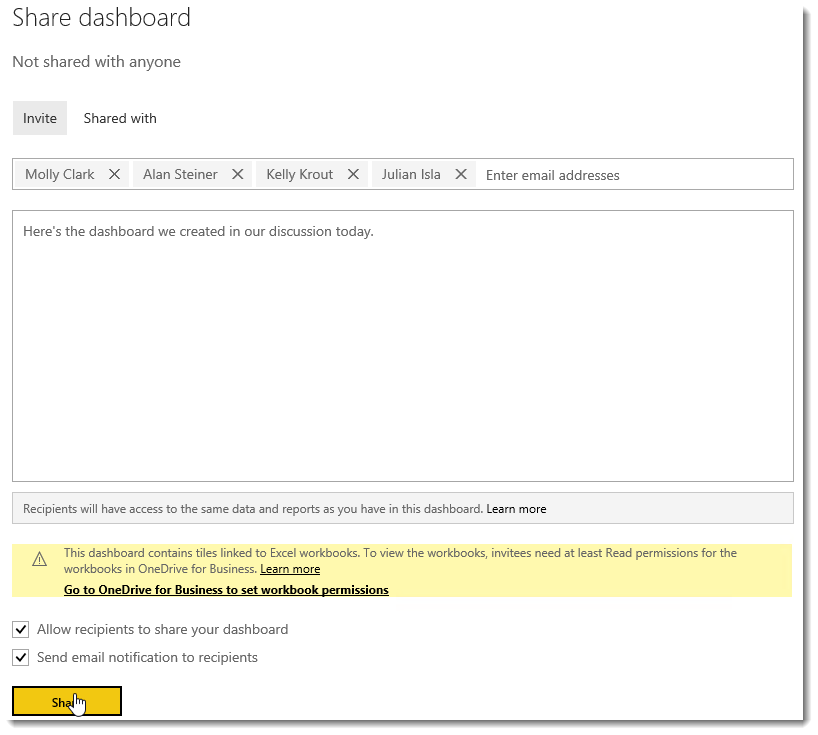 Share dashboard
Not shared with anyone
Invite Shared with
Molly Clark Alan Steiner Kelly Krout Julian Isla Enter email addresses
Here's the dashboard we created in our discussion today.
Recipients will have access to the same data and reports as you have in this dashboard. Learn more
This dashboard contains tiles linked to Excel workbooks. To view the workbooks, invitees need at least Read permissions for the
workbooks in OneDrive for Business. Learn more
Go to OneDrive for Business to set workbook permissions
Allow recipients to share your dashboard
Send email notification to recipients
Share